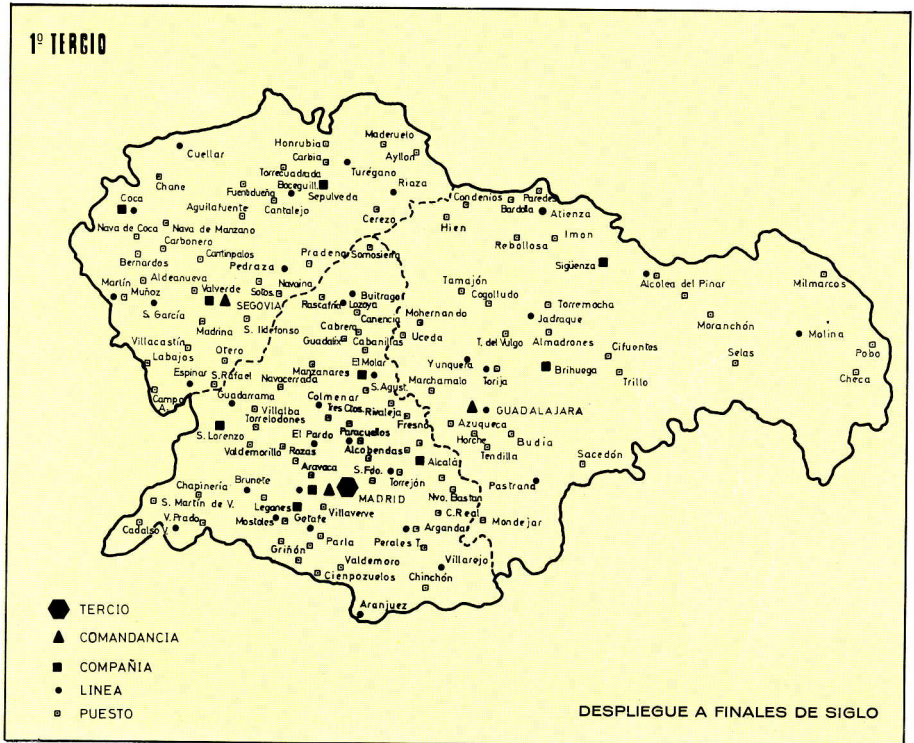 1º TERCIO
Maderuelo
Honrubia
Carbia
Ayllon
Cuellar
Torrecuadrada
Turégano
Boceguill.
Riaza
Chane
Fuentidueña
Sepulveda
Condenios
Paredes
Bardalla
Coca
Aguilafuente
Cantalejo
Cerezo
Atienza
Hien
Nava de Manzano
Nava de Coca
Imon
Rebollosa
Carbonero
Somosierra
Cantinpalos
Pradena
Bernardos
Pedraza
Sigüenza
Alcolea del Pinar
Milmarcos
Aldeanueva
Tamajón
Martín
Muñoz
Valverde
Sotos.
Navaina
Buitrago
Cogolludo
SEGOVIA
Rascafria
Lozoya
Torremocha
S. García
Canencia
Mohernando
Jadraque
Moranchón
Madrina
S. Ildefonso
Cabrera
Uceda
T. del Vulgo
Almadrones
Molina
Villacastín
Guadalix
Cabanillas
Cifuentes
Pobo
Labajos
Otero
El Molar
Yunquera
Selas
Espinar
S. Rafael
Manzanares
Torija
Brihuega
Trillo
Checa
Navacerrada
S. Agust.
Marchamalo
Campo
A.
Guadarrama
Colmenar
Villalba
Tres Ctos.
Rivaleja
GUADALAJARA
Torrelodones
Fresno
Azuqueca
S. Lorenzo
El Pardo
Paracuellos
Horche
Budia
Valdemorillo
Rozas
Alcobendas
Tendilla
Aravaca
Alcalá
Sacedón
S. Fdo.
Chapinería
Brunete
Torrejón
Pastrana
MADRID
S. Martín de V.
Leganes
Nvo. Bastan
Villaverve
C. Real
V. Prado
Mostoles
Getafe
Arganda
Mondejar
Cadalso V.
Parla
Perales T.
Griñón
Valdemoro
Villarejo
Cienpozuelos
Chinchón
Aranjuez
TERCIO
COMANDANCIA
COMPAÑIA
LINEA
PUESTO
DESPLIEGUE A FINALES DE SIGLO